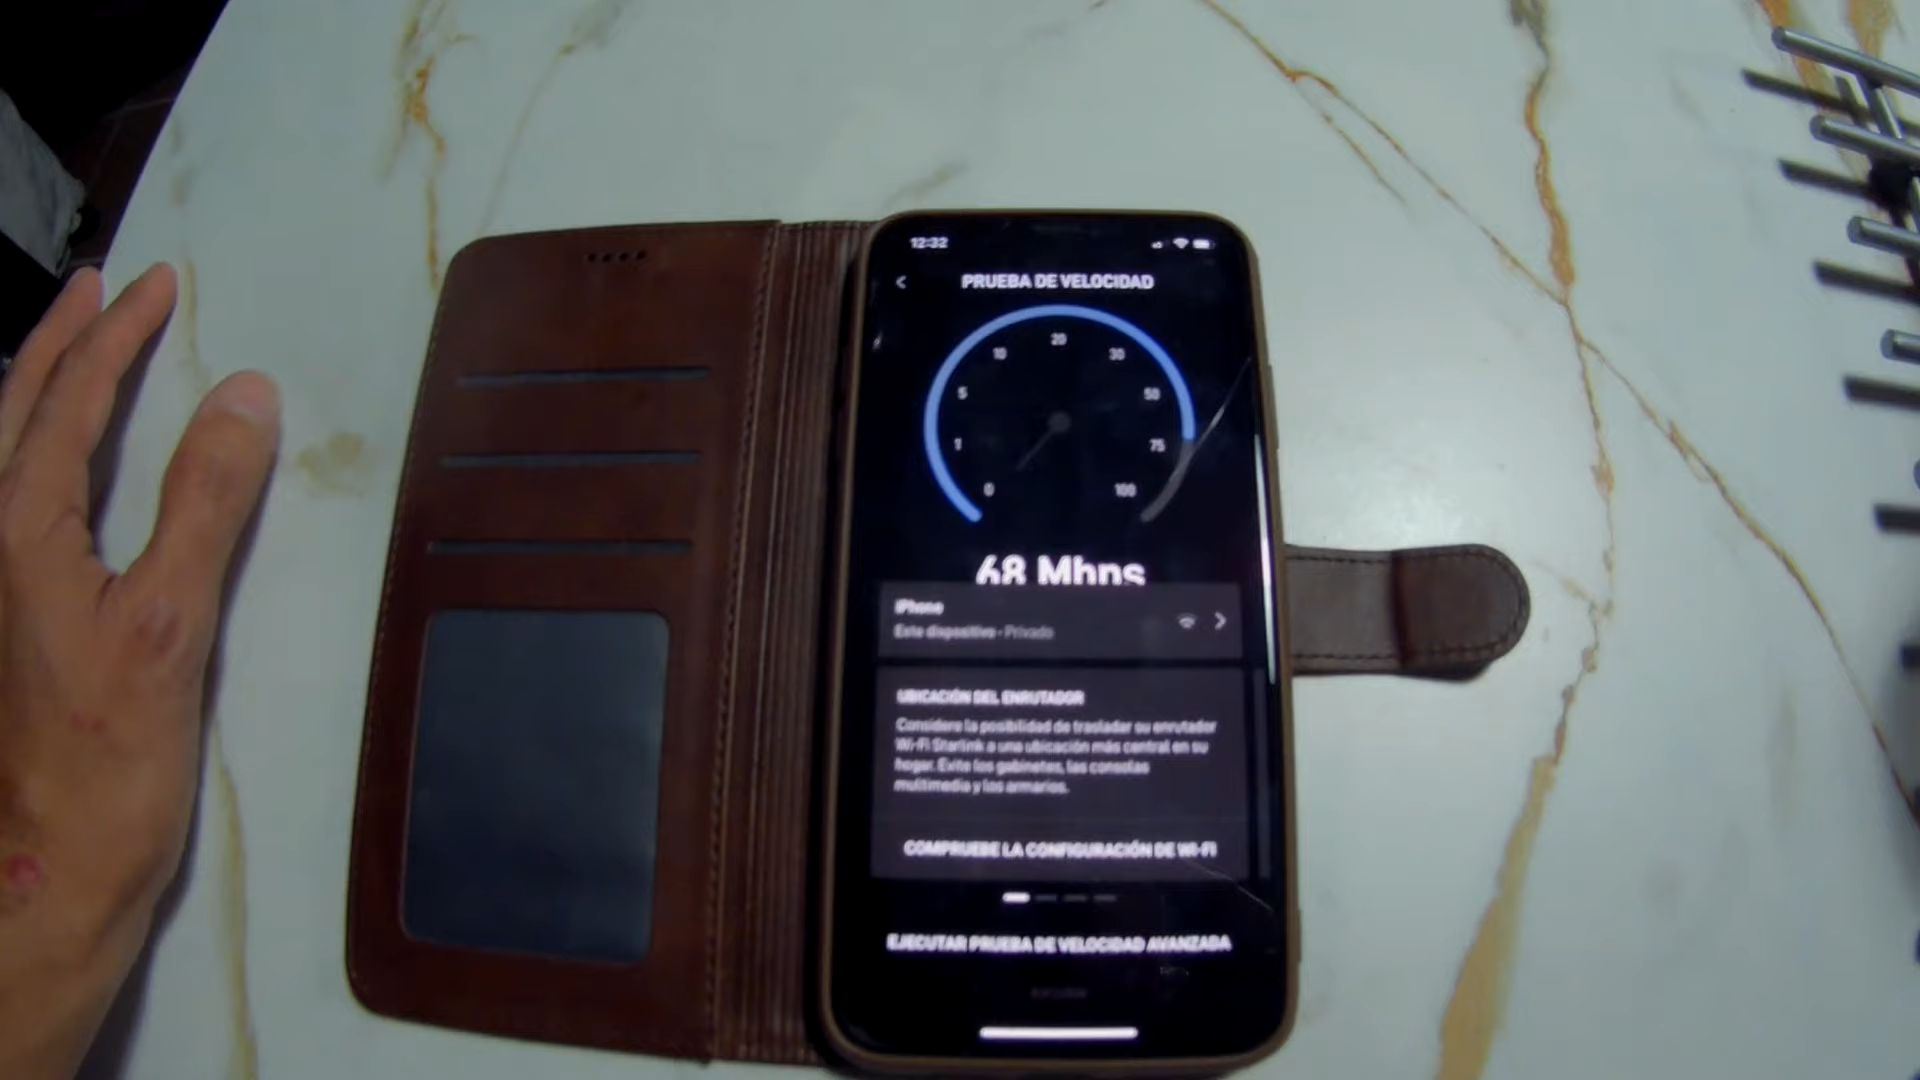 12:32
PRUEBA DE VELOCIDAD
20
10
30
5
50
1
75
0
100
68 Mbps
iPhone
Este dispositivo • Privado
UBICACIÓN DEL ENRUTADOR
Considere la posibilidad de trasladar su enrutador
Wi-Fi Starlink a una ubicación más central en su
hogar. Evite los gabinetes, las consolas
multimedia y los armarios.
COMPRUEBE LA CONFIGURACIÓN DE WI-FI
EJECUTAR PRUEBA DE VELOCIDAD AVANZADA